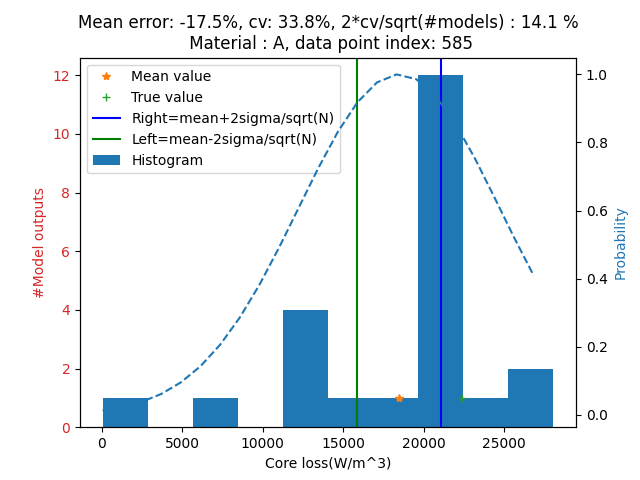 Mean error: -17.5%, cv: 33.8%, 2*cv/sqrt(#models) : 14.1 %
Material : A, data point index: 585
Mean value
True value
Right=mean+2sigma/sqrt(N)
Left=mean-2sigma/sqrt(N)
Histogram
#Model outputs
12
10
8
6
4
2
0
1.0
0.8
0.6
0.4
0.2
0.0
Probability
0
5000
10000
15000
20000
25000
Core loss(W/m^3)